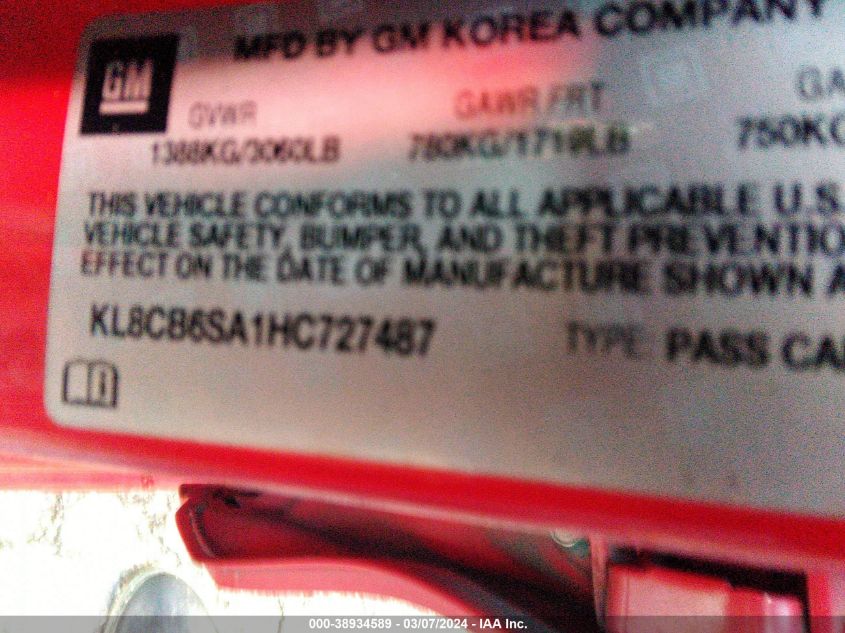 MFD BY GM KOREA COMPANY
GM
GVWR GAWR FRT GA
1388KG/3060LB 780KG/1719LB 750KG
THIS VEHICLE CONFORMS TO ALL APPLICABLE U.S.
VEHICLE SAFETY, BUMPER, AND THEFT PREVENTIO
EFFECT ON THE DATE OF MANUFACTURE SHOWN A
KL8CB6SA1HC727487 TYPE PASS CA
000-38934589 - 03/07/2024 - IAA Inc.